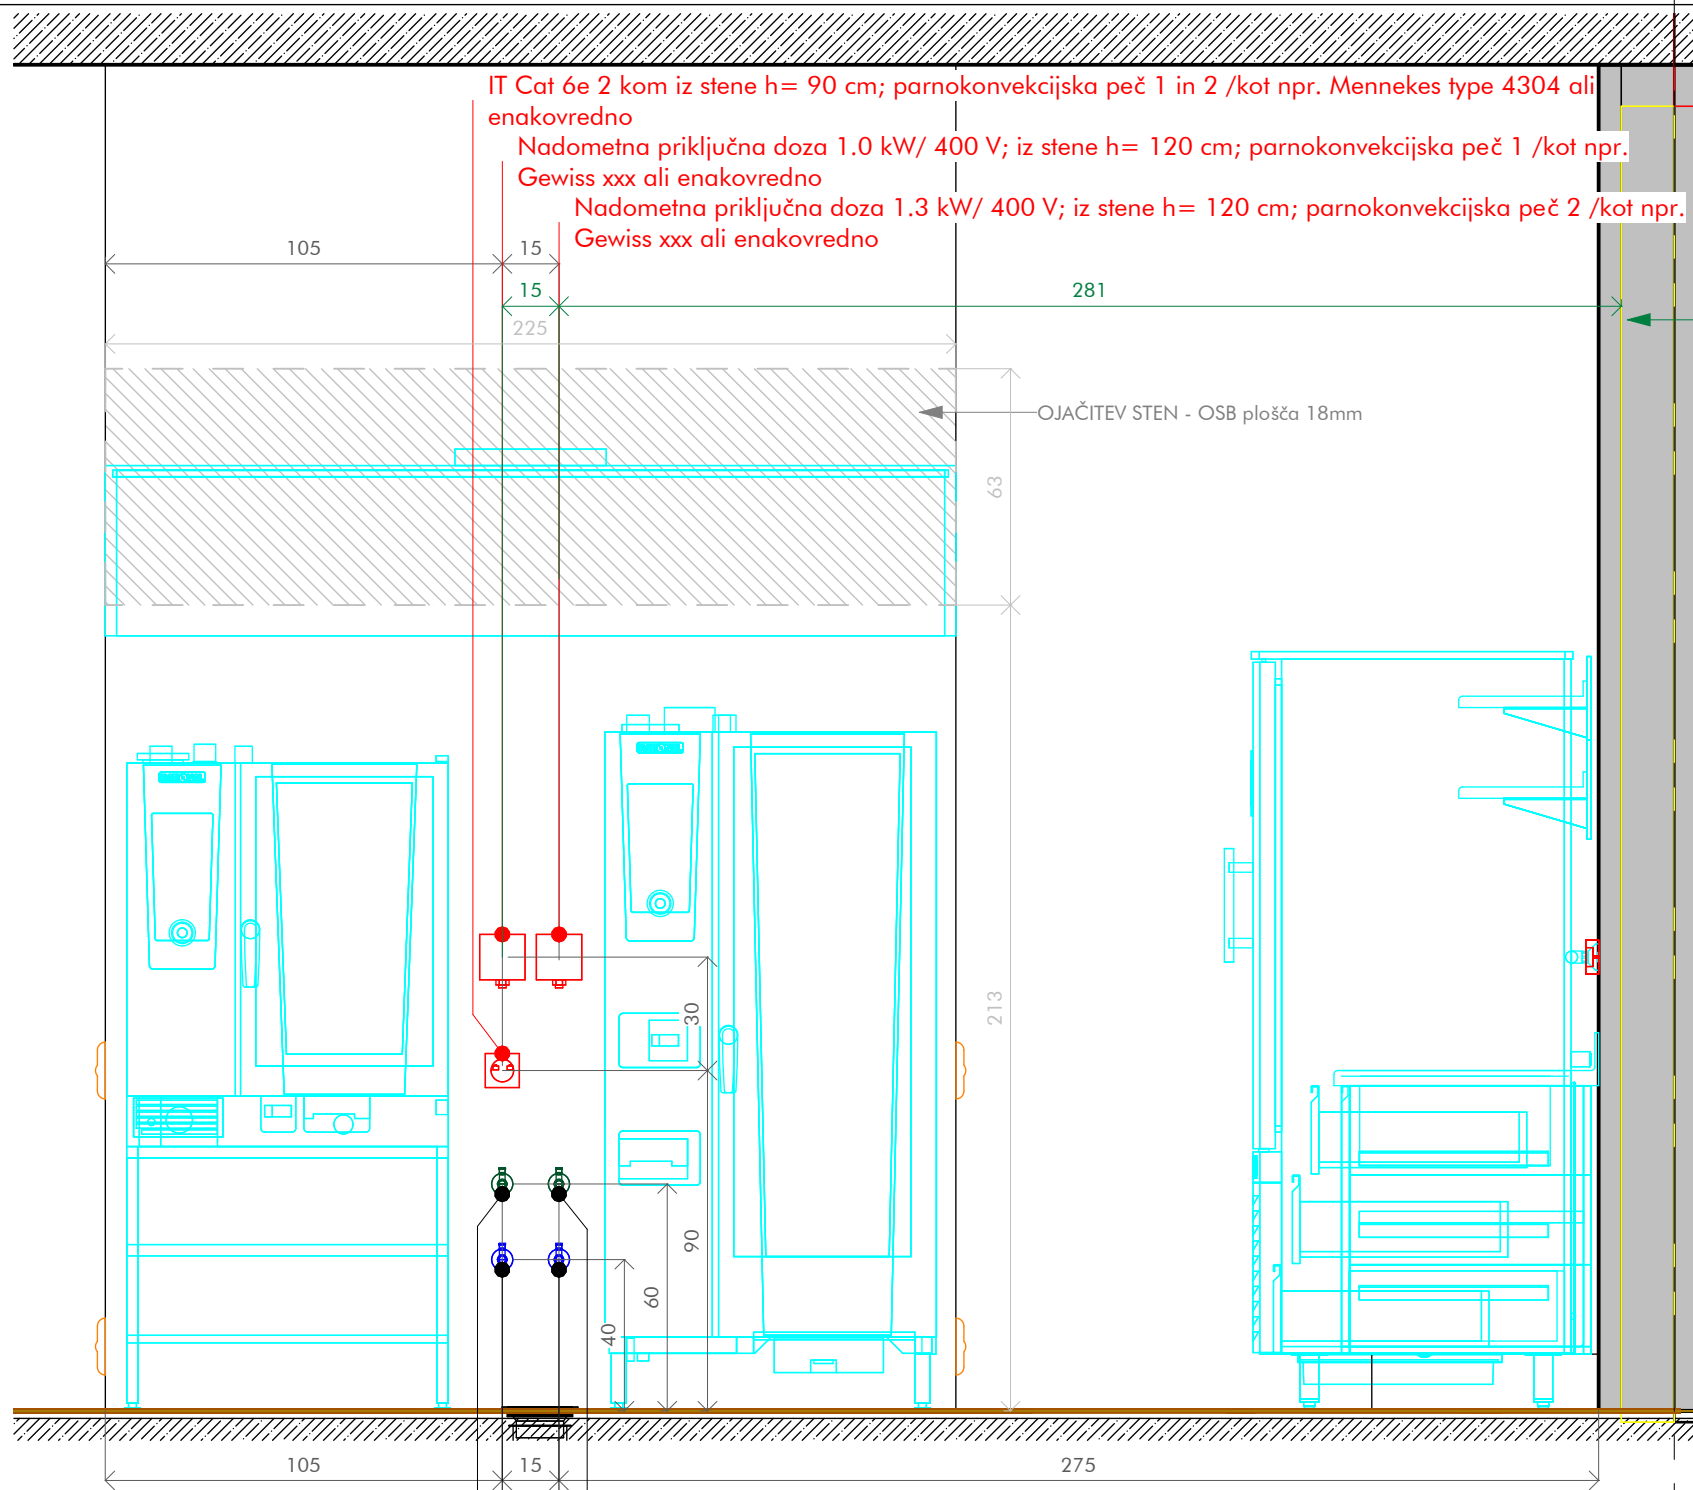 IT Cat 6e 2 kom iz stene h= 90 cm; parnokonvekcijska peč 1 in 2 /kot npr. Mennekes type 4304 ali
enakovredno
Nadometna priključna doza 1.0 kW/ 400 V; iz stene h= 120 cm; parnokonvekcijska peč 1 /kot npr.
Gewiss xxx ali enakovredno
Nadometna priključna doza 1.3 kW/ 400 V; iz stene h= 120 cm; parnokonvekcijska peč 2 /kot npr.
Gewiss xxx ali enakovredno
105
15
15
281
225
OJAČITEV STEN - OSB plošča 18mm
63
213
30
90
60
40
105
15
275